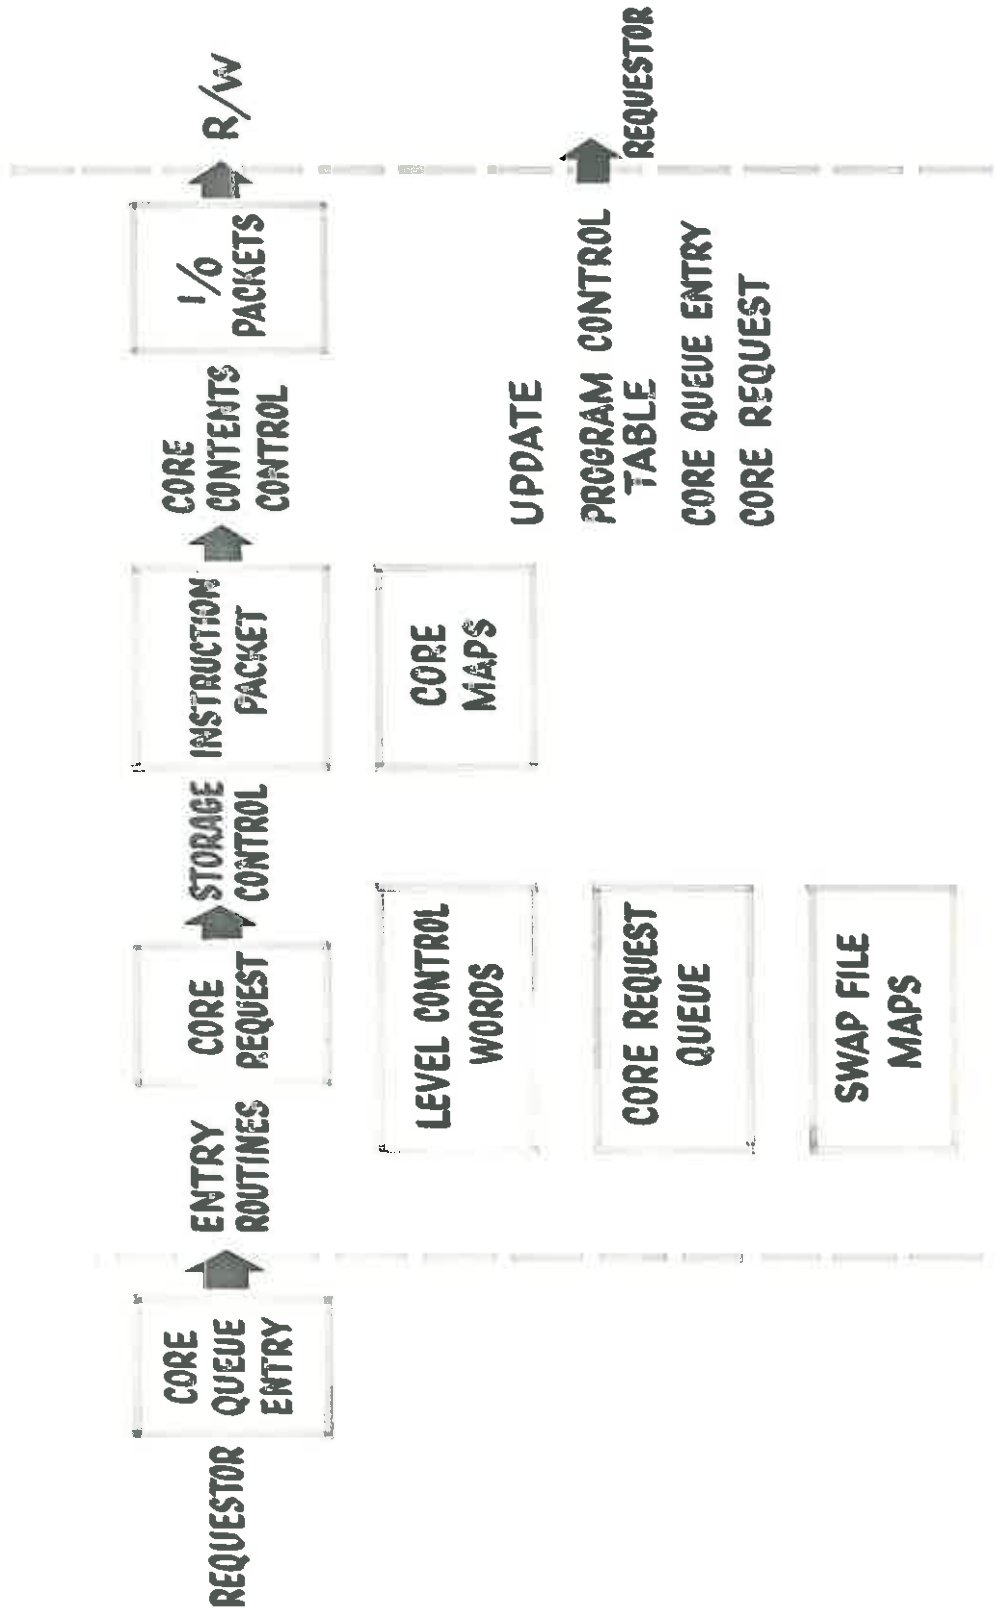 REQUESTOR
CORE
QUEUE
ENTRY
ENTRY
ROUTINES
CORE
REQUEST
STORAGE
CONTROL
INSTRUCTION
PACKET
CORE
CONTENTS
CONTROL
I/O
PACKETS
R/W
LEVEL CONTROL
WORDS
CORE REQUEST
QUEUE
SWAP FILE
MAPS
CORE
MAPS
UPDATE
PROGRAM CONTROL
TABLE
CORE QUEUE ENTRY
CORE REQUEST
REQUESTOR